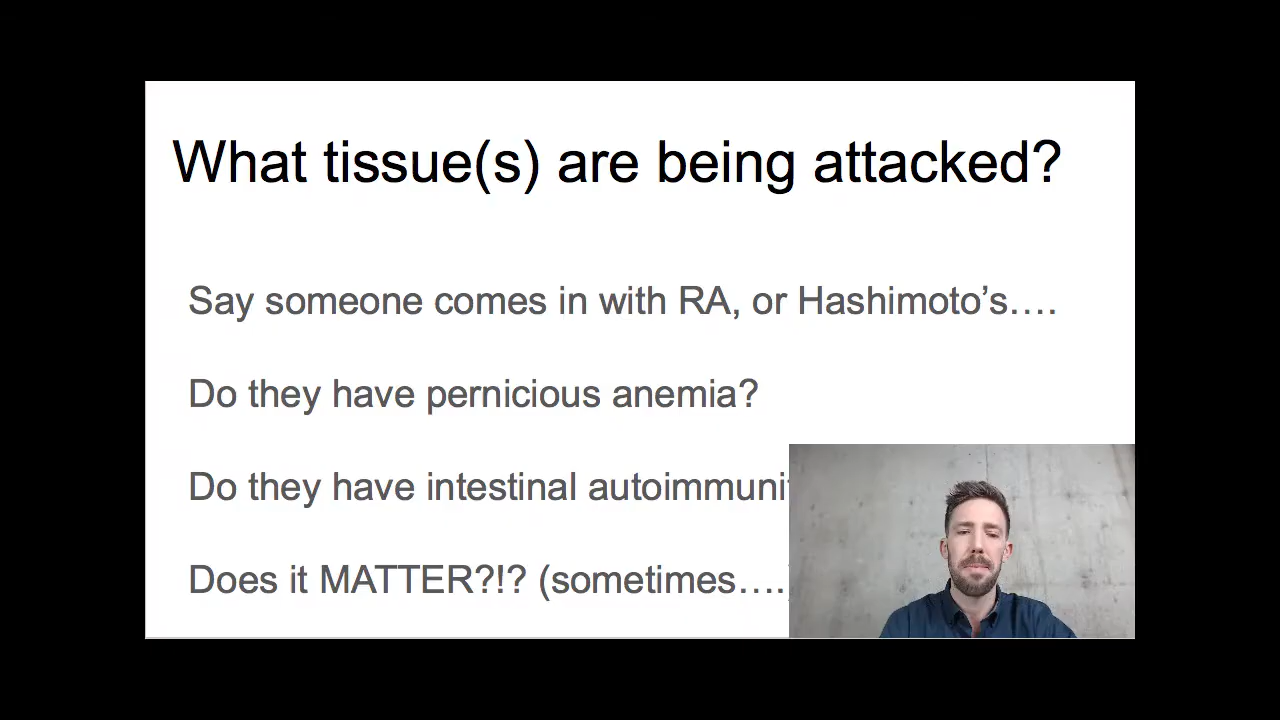 What tissue(s) are being attacked?
Say someone comes in with RA, or Hashimoto’s….
Do they have pernicious anemia?
Do they have intestinal
Does it MATTER?!? (sometimes….)